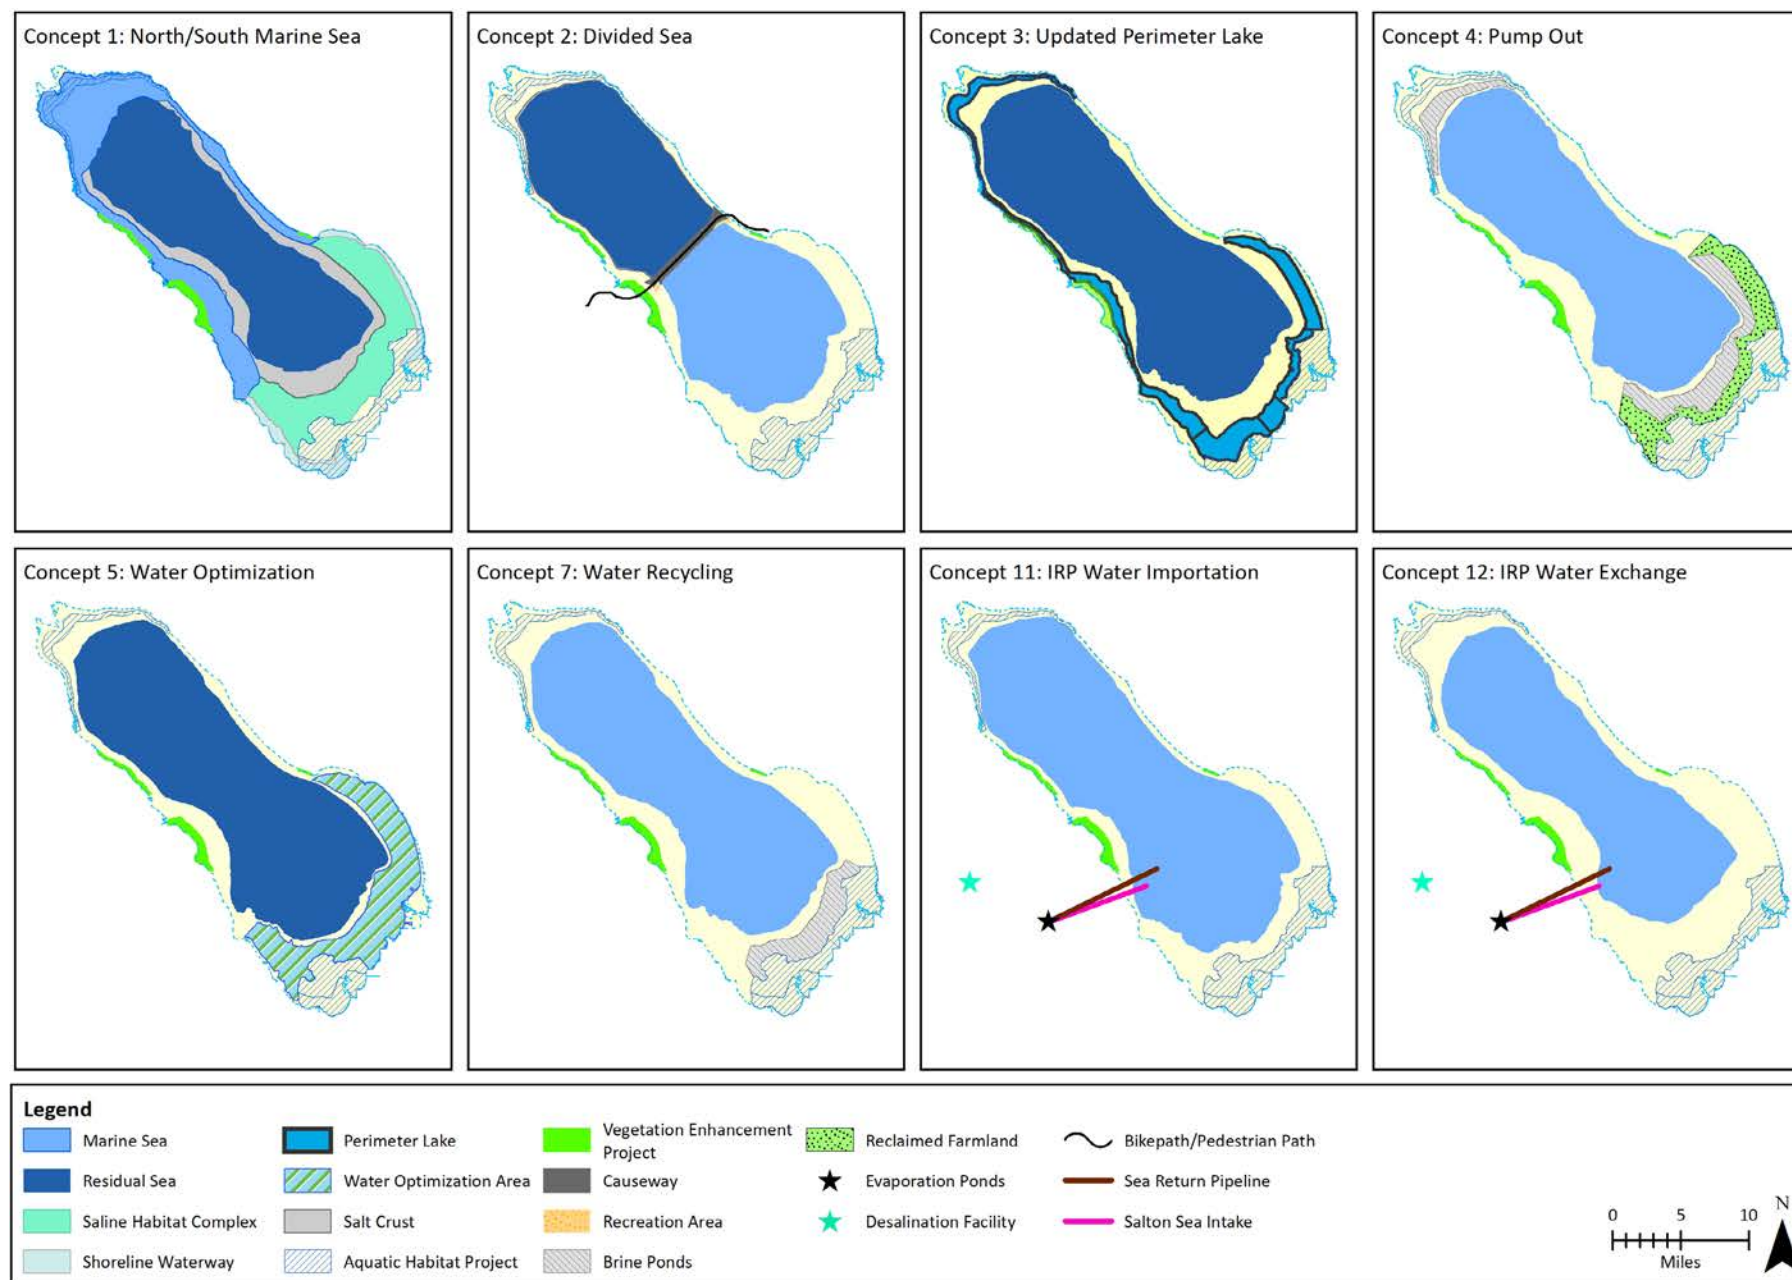 Concept 1: North/South Marine Sea
Concept 2: Divided Sea
Concept 3: Updated Perimeter Lake
Concept 4: Pump Out
Concept 5: Water Optimization
Concept 7: Water Recycling
Concept 11: IRP Water Importation
Concept 12: IRP Water Exchange
Legend
Marine Sea
Residual Sea
Saline Habitat Complex
Shoreline Waterway
Perimeter Lake
Water Optimization Area
Salt Crust
Aquatic Habitat Project
Vegetation Enhancement
Project
Causeway
Recreation Area
Brine Ponds
Reclaimed Farmland
Evaporation Ponds
Desalination Facility
Bikepath/Pedestrian Path
Sea Return Pipeline
Salton Sea Intake
0 5 10
Miles
N